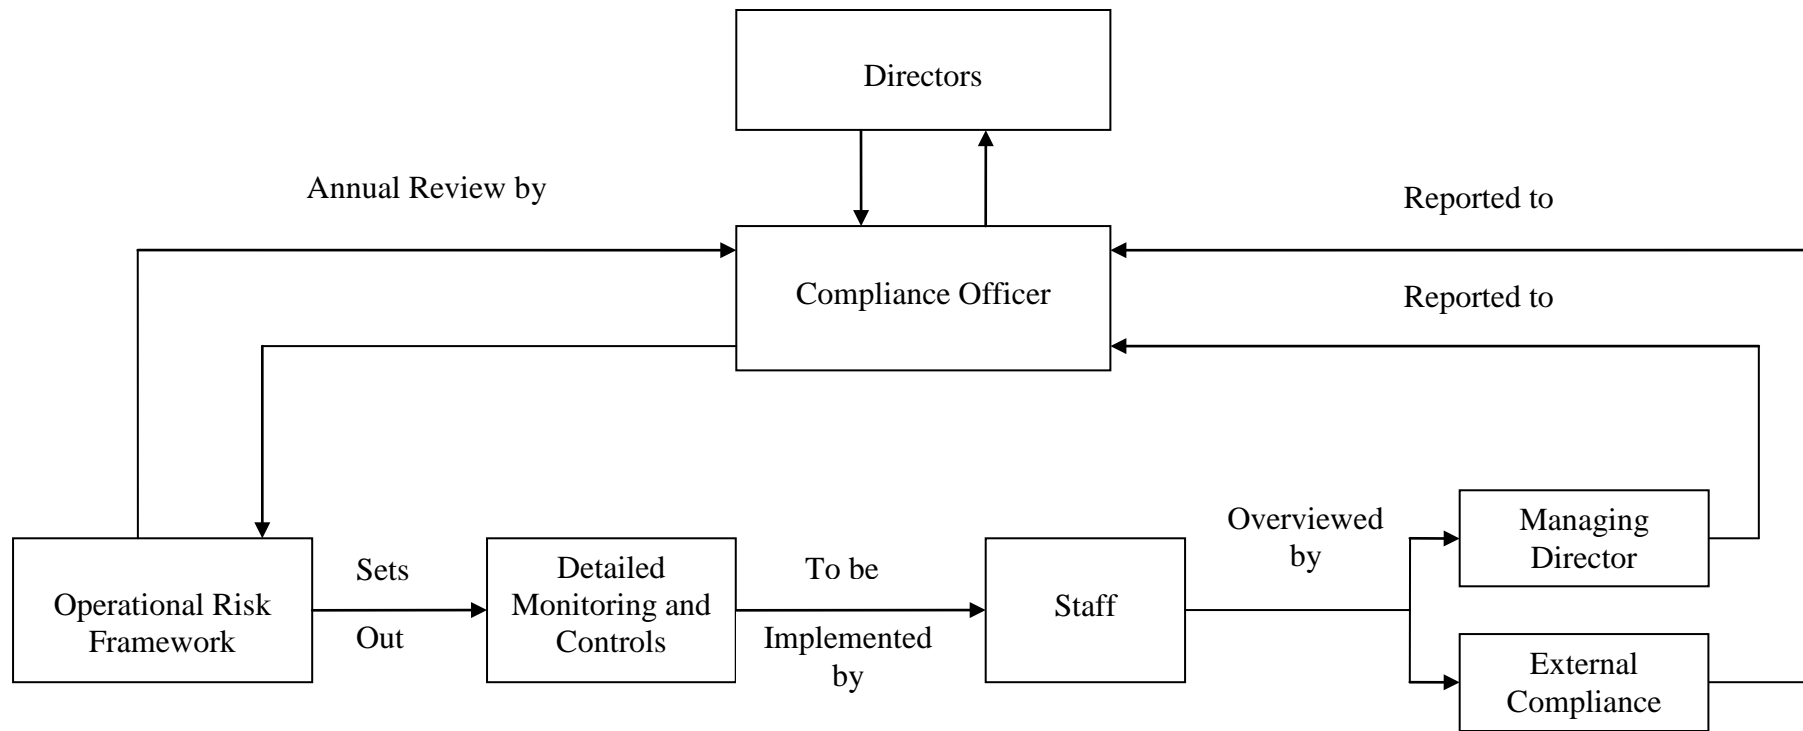 Directors
Annual Review by
Reported to
Compliance Officer
Reported to
Operational Risk
Framework
Sets
Out
Detailed
Monitoring and
Controls
To be
Implemented
by
Staff
Overviewed
by
Managing
Director
External
Compliance